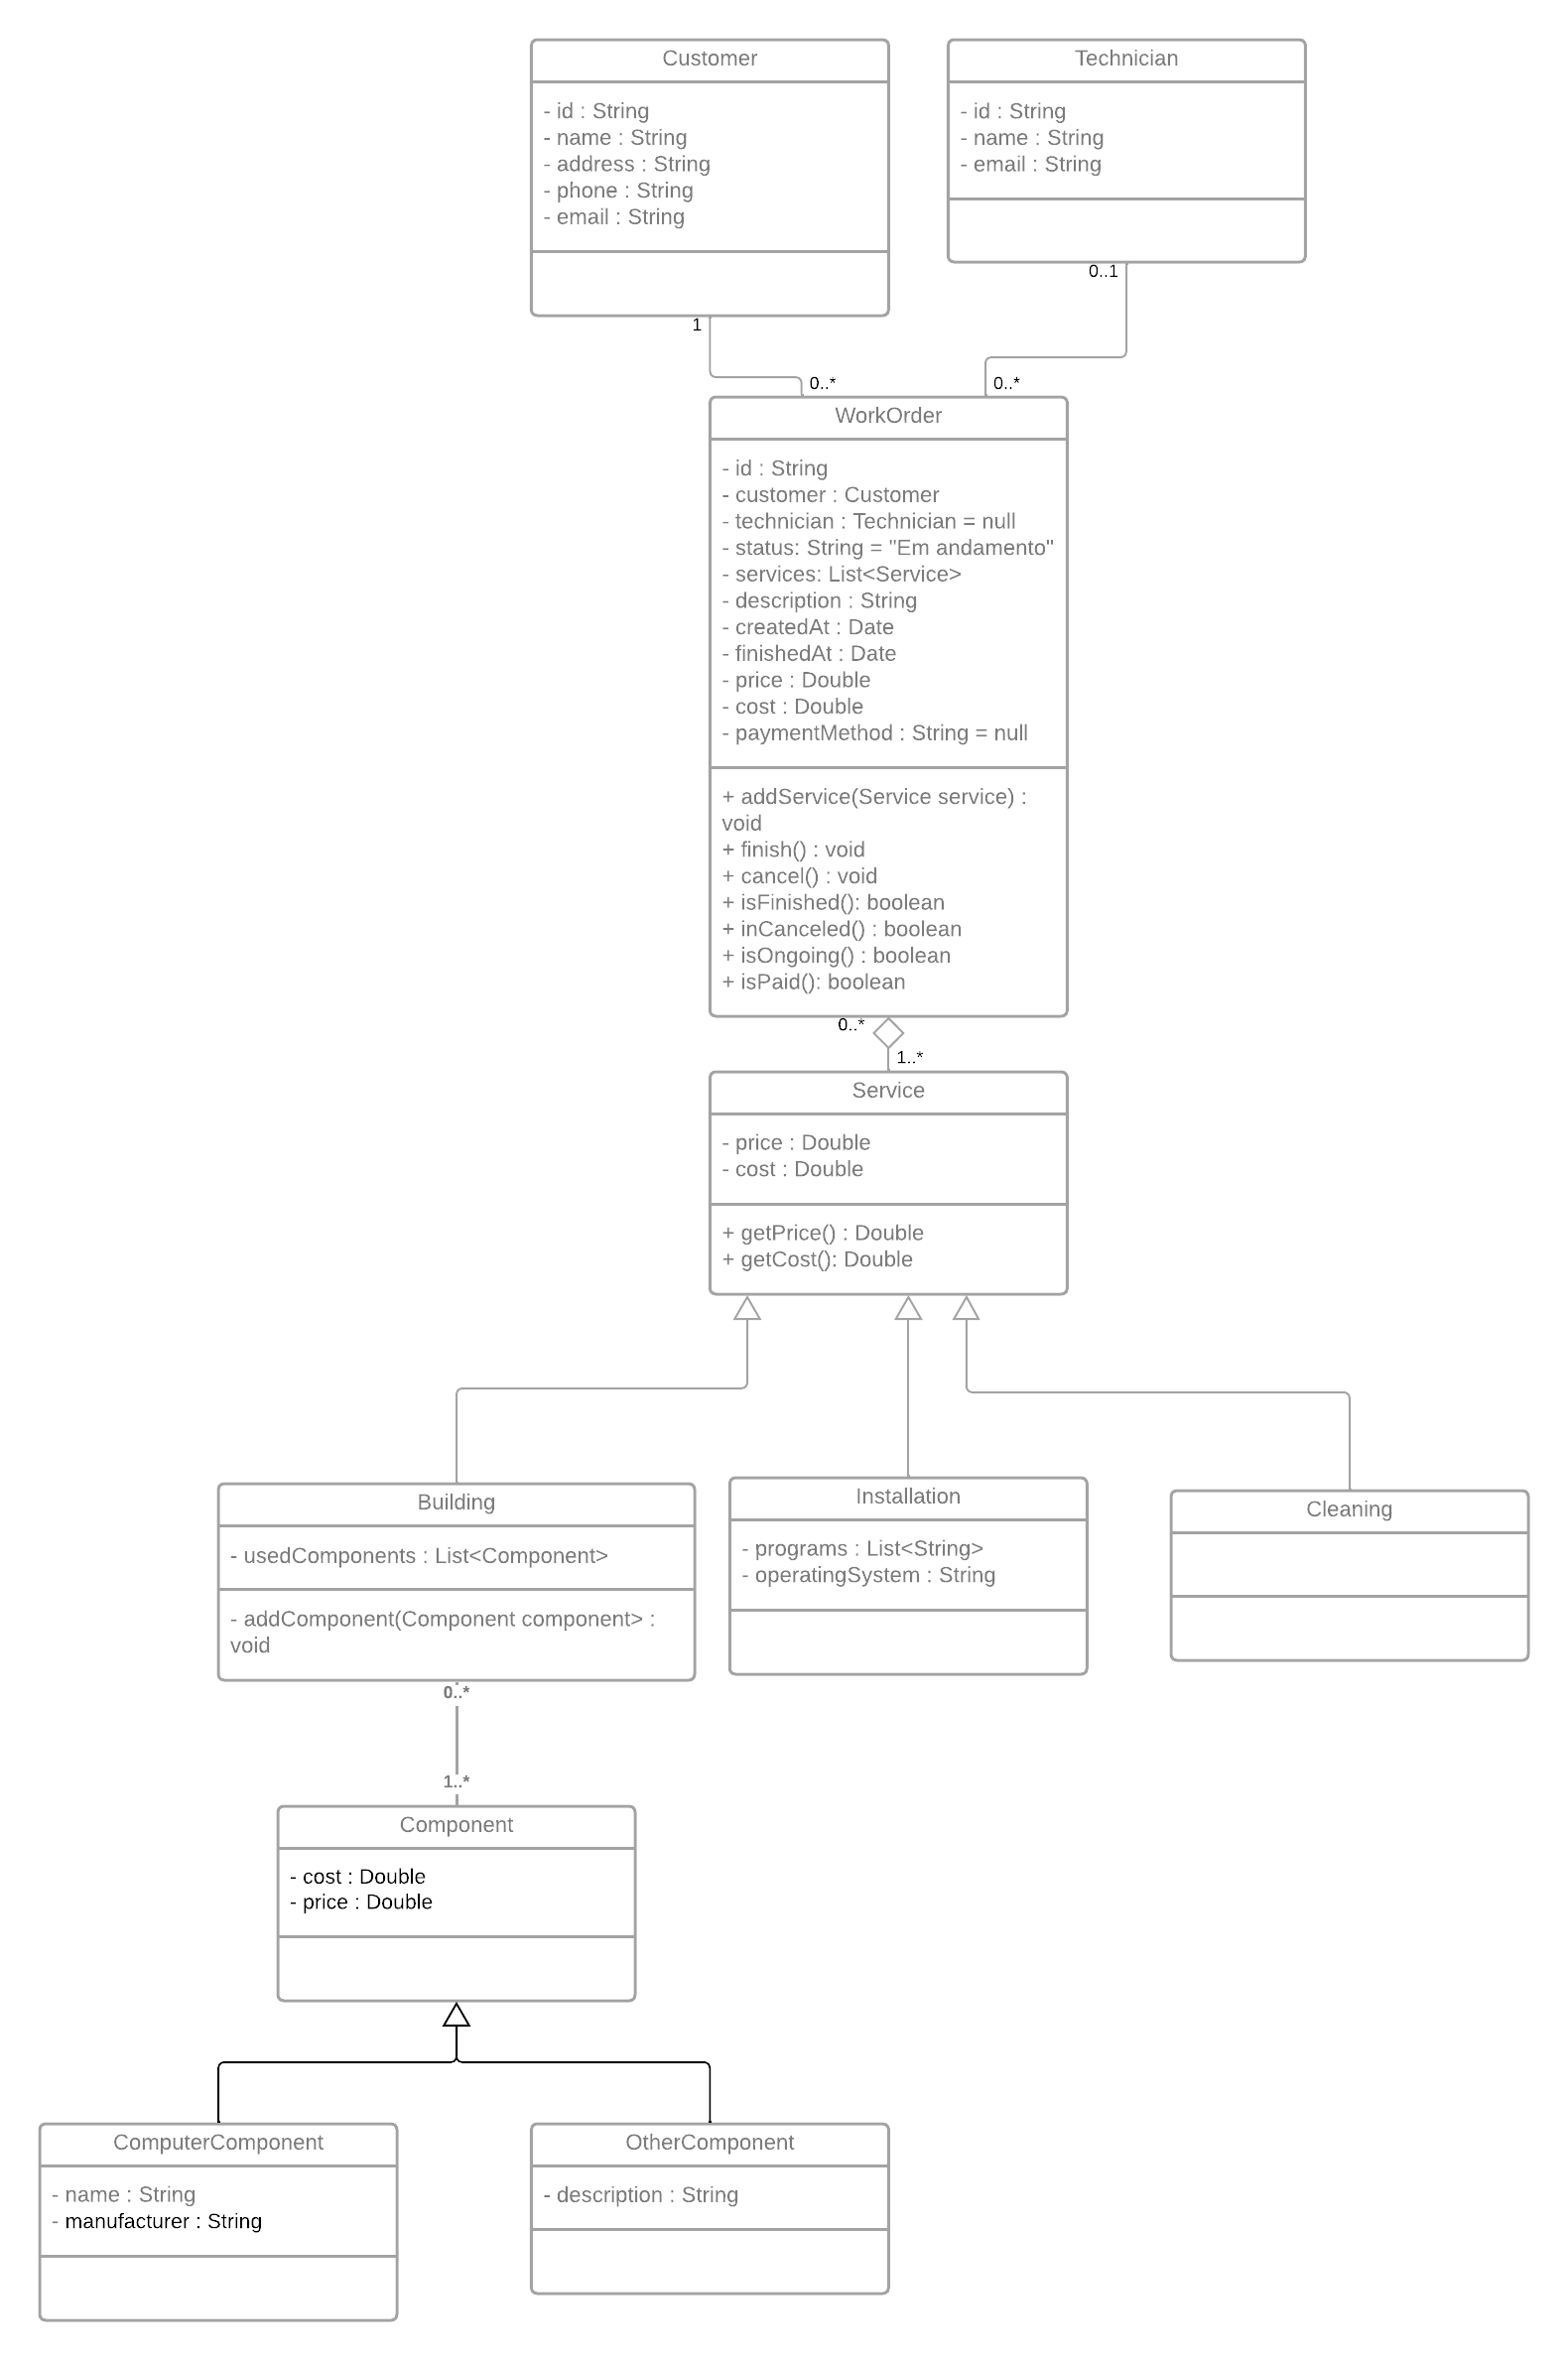 Customer
- id : String
- name : String
- address : String
- phone : String
- email : String
1
Technician
- id : String
- name : String
- email : String
0..1
0..*
0..*
WorkOrder
- id : String
- customer : Customer
- technician : Technician = null
- status: String = "Em andamento"
- services: List<Service>
- description : String
- createdAt : Date
- finishedAt : Date
- price : Double
- cost : Double
- paymentMethod : String = null
+ addService(Service service) :
void
+ finish() : void
+ cancel() : void
+ isFinished(): boolean
+ inCanceled() : boolean
+ isOngoing() : boolean
+ isPaid(): boolean
0..*
1..*
Service
- price : Double
- cost : Double
+ getPrice() : Double
+ getCost(): Double
Building
- usedComponents : List<Component>
- addComponent(Component component> :
void
Installation
- programs : List<String>
- operatingSystem : String
Cleaning
0..*
1..*
Component
- cost : Double
- price : Double
ComputerComponent
- name : String
- manufacturer : String
OtherComponent
- description : String